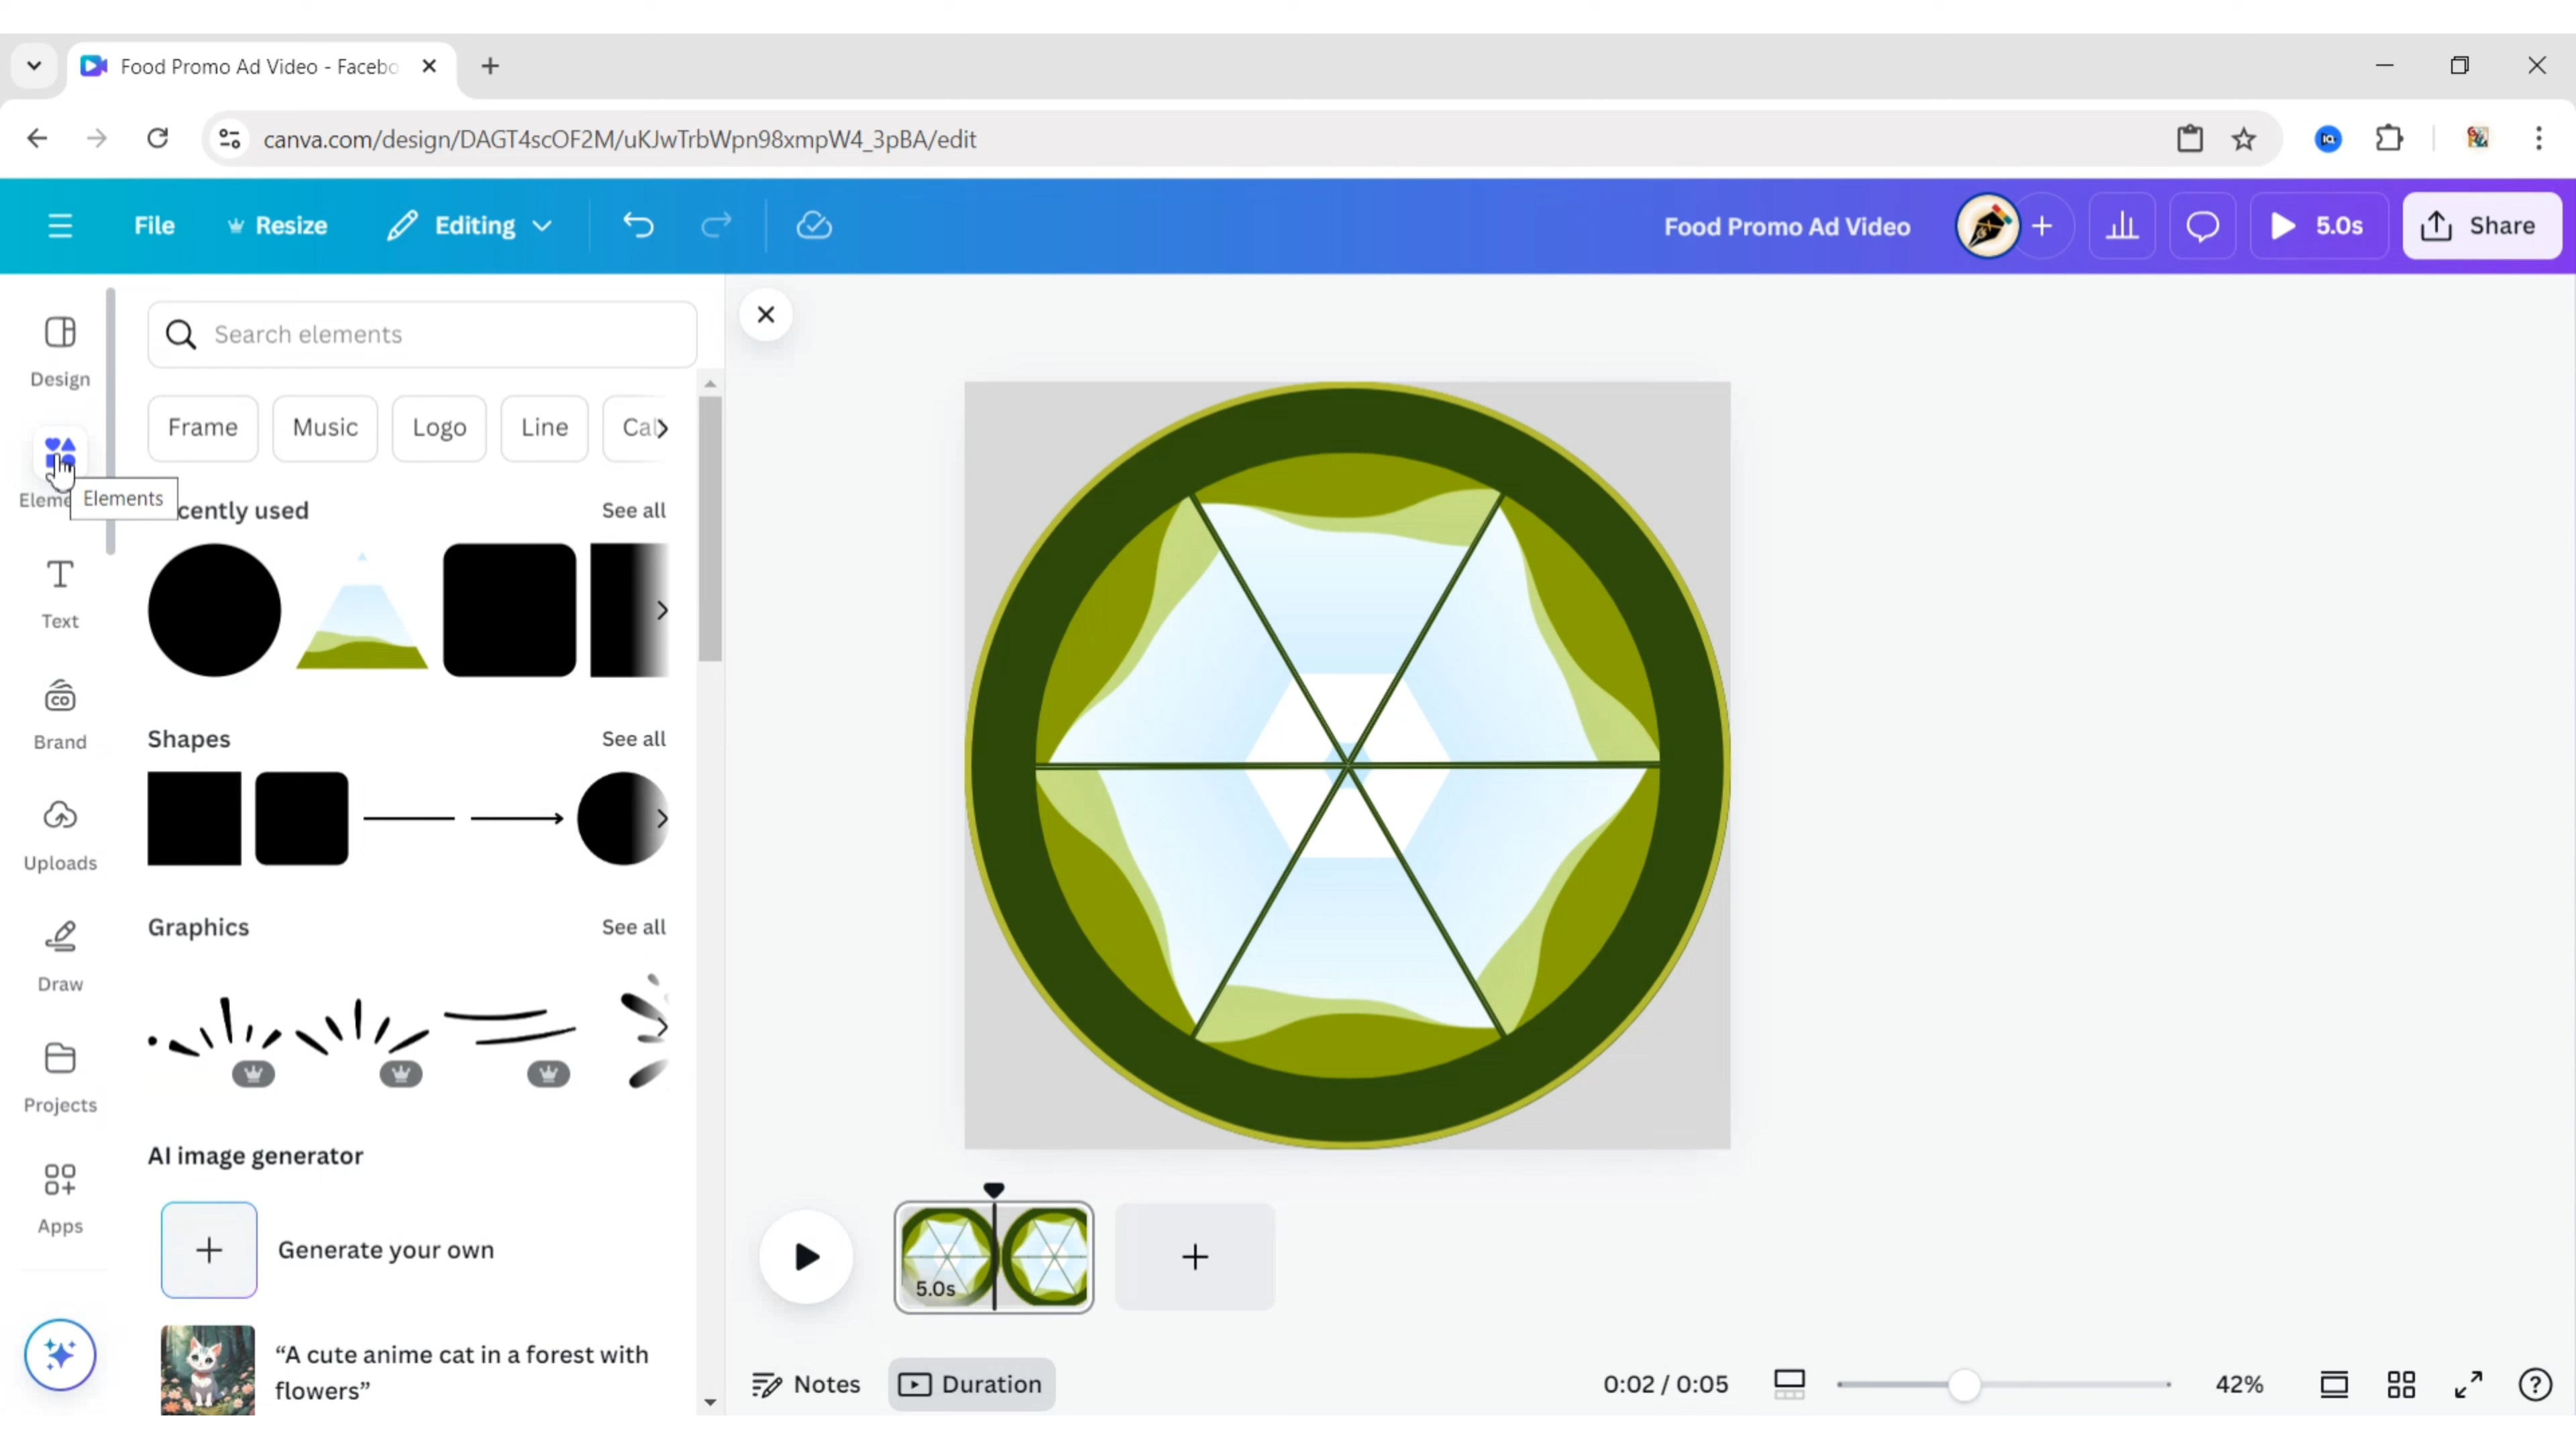 Food Promo Ad Video - Facebo
canva.com/design/DAGT4scOF2M/uKJwTrbWpn98xmpW4_3pBA/edit
File
Resize
Editing
Food Promo Ad Video
5.0s
Share
Design
Search elements
Frame
Music
Logo
Line
Cal
Eleme
Elements
cently used
See all
Text
Brand
Shapes
See all
Uploads
Graphics
See all
Draw
Projects
AI image generator
Apps
Generate your own
“A cute anime cat in a forest with
flowers”
5.0s
Notes
Duration
0:02 / 0:05
42%